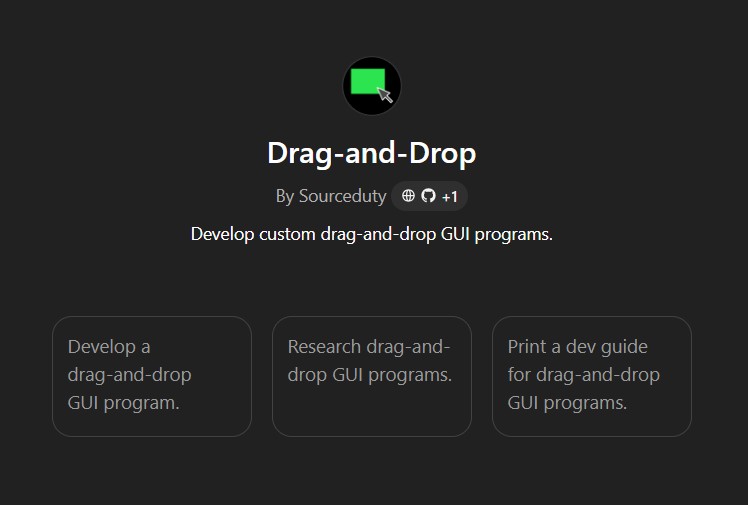 Drag-and-Drop
By Sourceduty +1
Develop custom drag-and-drop GUI programs.
Develop a
drag-and-drop
GUI program.
Research drag-and-
drop GUI programs.
Print a dev guide
for drag-and-drop
GUI programs.